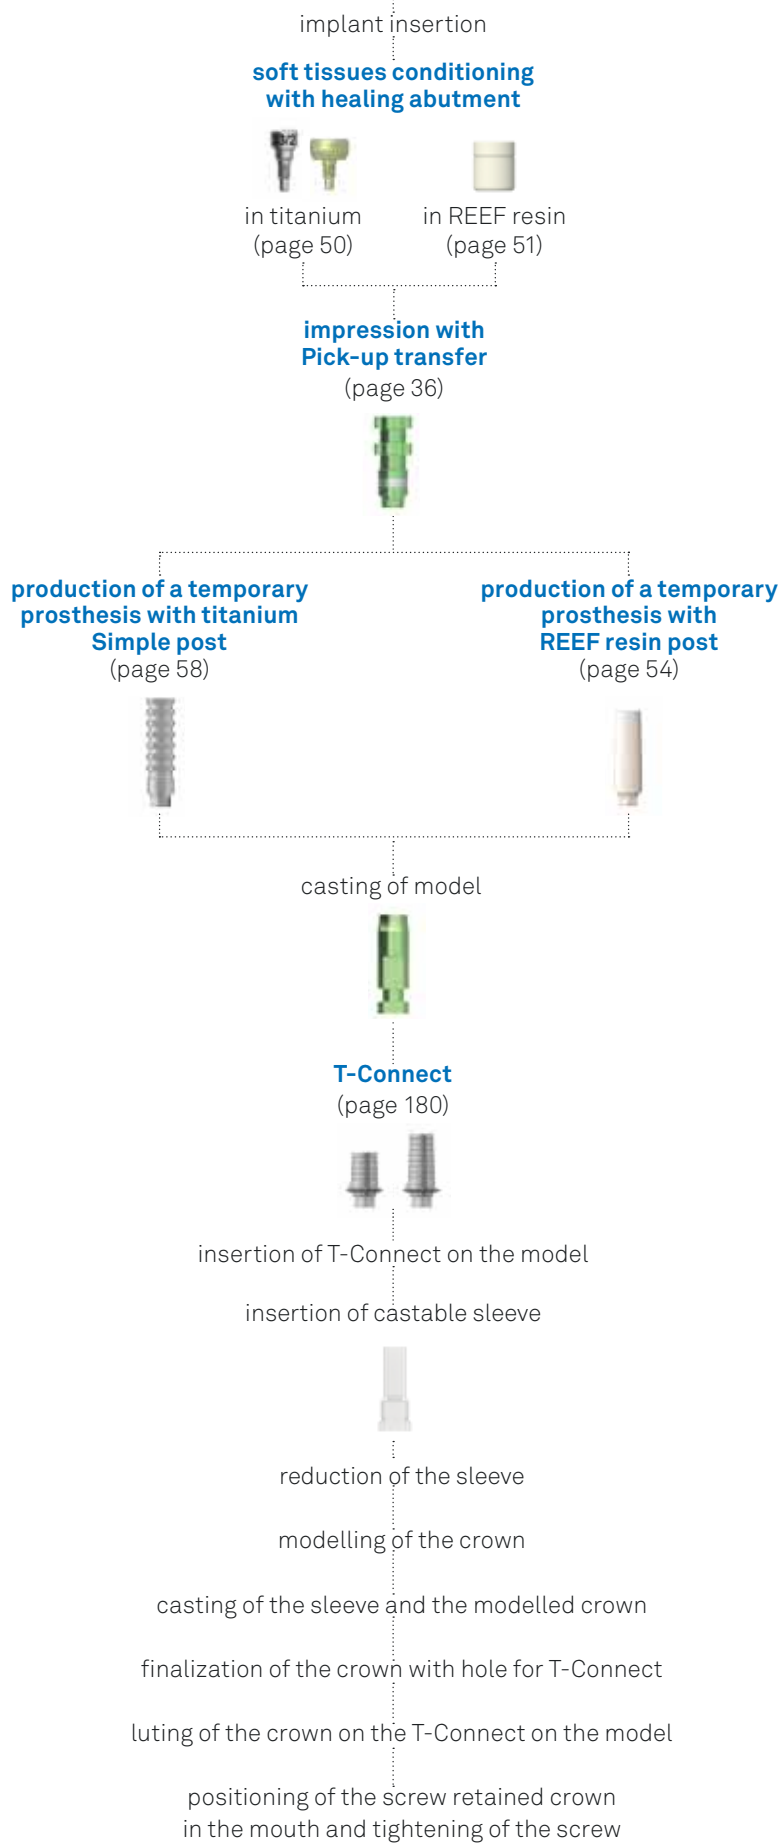 implant insertion
soft tissues conditioning
with healing abutment
in titanium
(page 50)
in REEF resin
(page 51)
impression with
Pick-up transfer
(page 36)
production of a temporary
prosthesis with titanium
Simple post
(page 58)
production of a temporary
prosthesis with
REEF resin post
(page 54)
casting of model
T-Connect
(page 180)
insertion of T-Connect on the model
insertion of castable sleeve
reduction of the sleeve
modelling of the crown
casting of the sleeve and the modelled crown
finalization of the crown with hole for T-Connect
luting of the crown on the T-Connect on the model
positioning of the screw retained crown
in the mouth and tightening of the screw